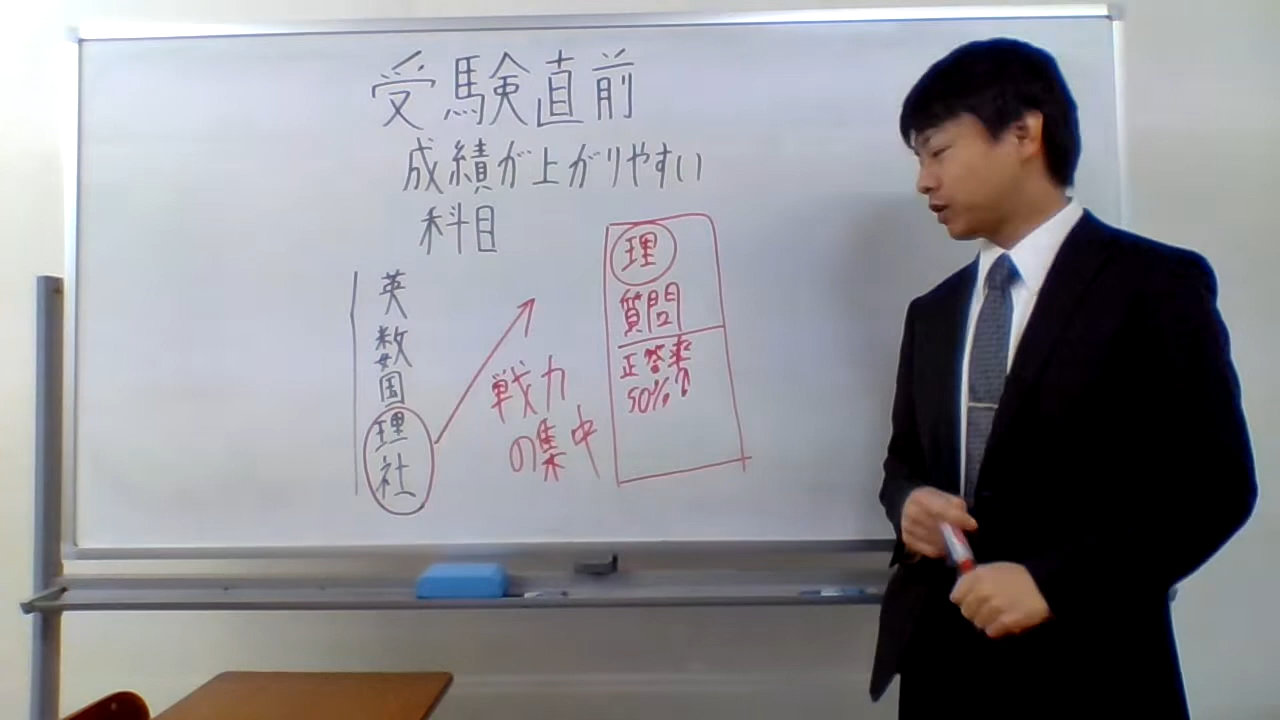 受験直前
成績が上がりやすい
科目
英
数
国
理
社
戦力
の集中
理
質問
正答率
50%